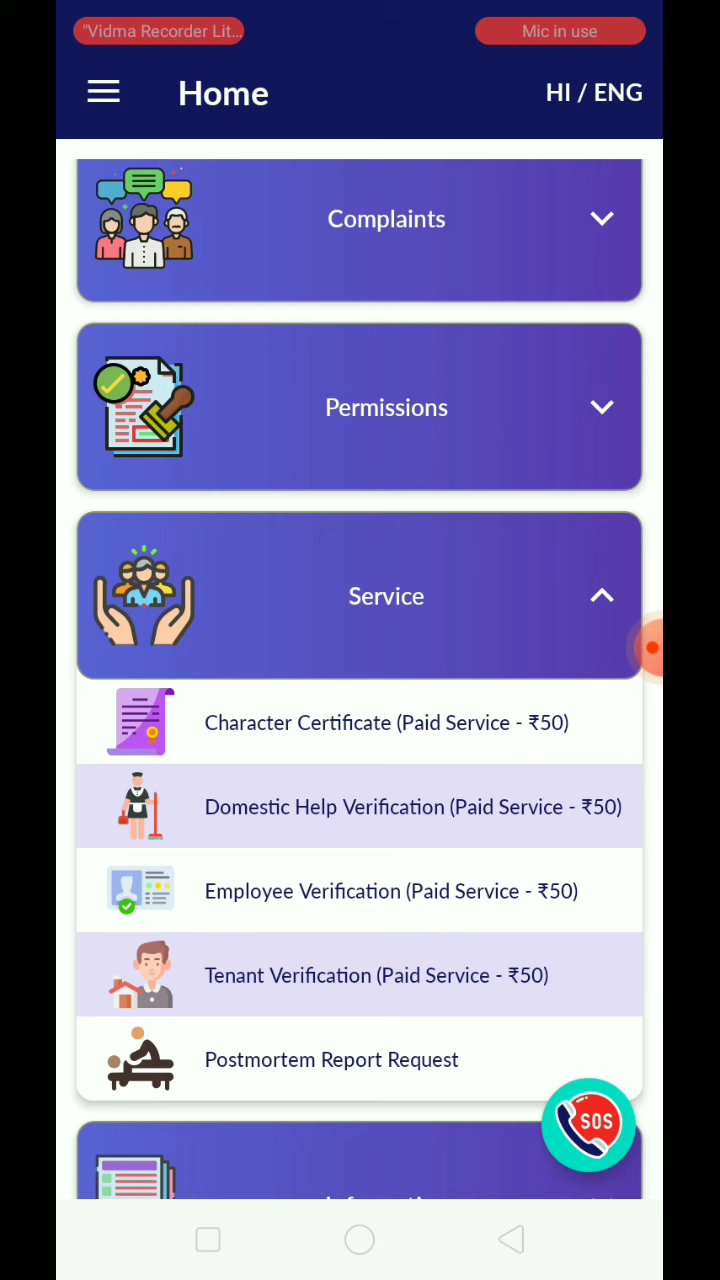 "Vidma Recorder Lit...
Mic in use
Home
HI / ENG
Complaints
Permissions
Service
Character Certificate (Paid Service - ₹50)
Domestic Help Verification (Paid Service - ₹50)
Employee Verification (Paid Service - ₹50)
Tenant Verification (Paid Service - ₹50)
Postmortem Report Request
SOS